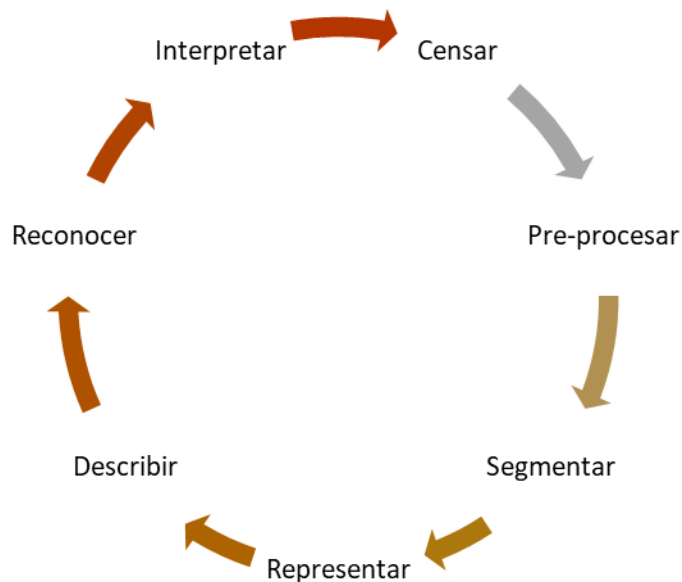 Interpretar
Censar
Pre-procesar
Segmentar
Representar
Describir
Reconocer